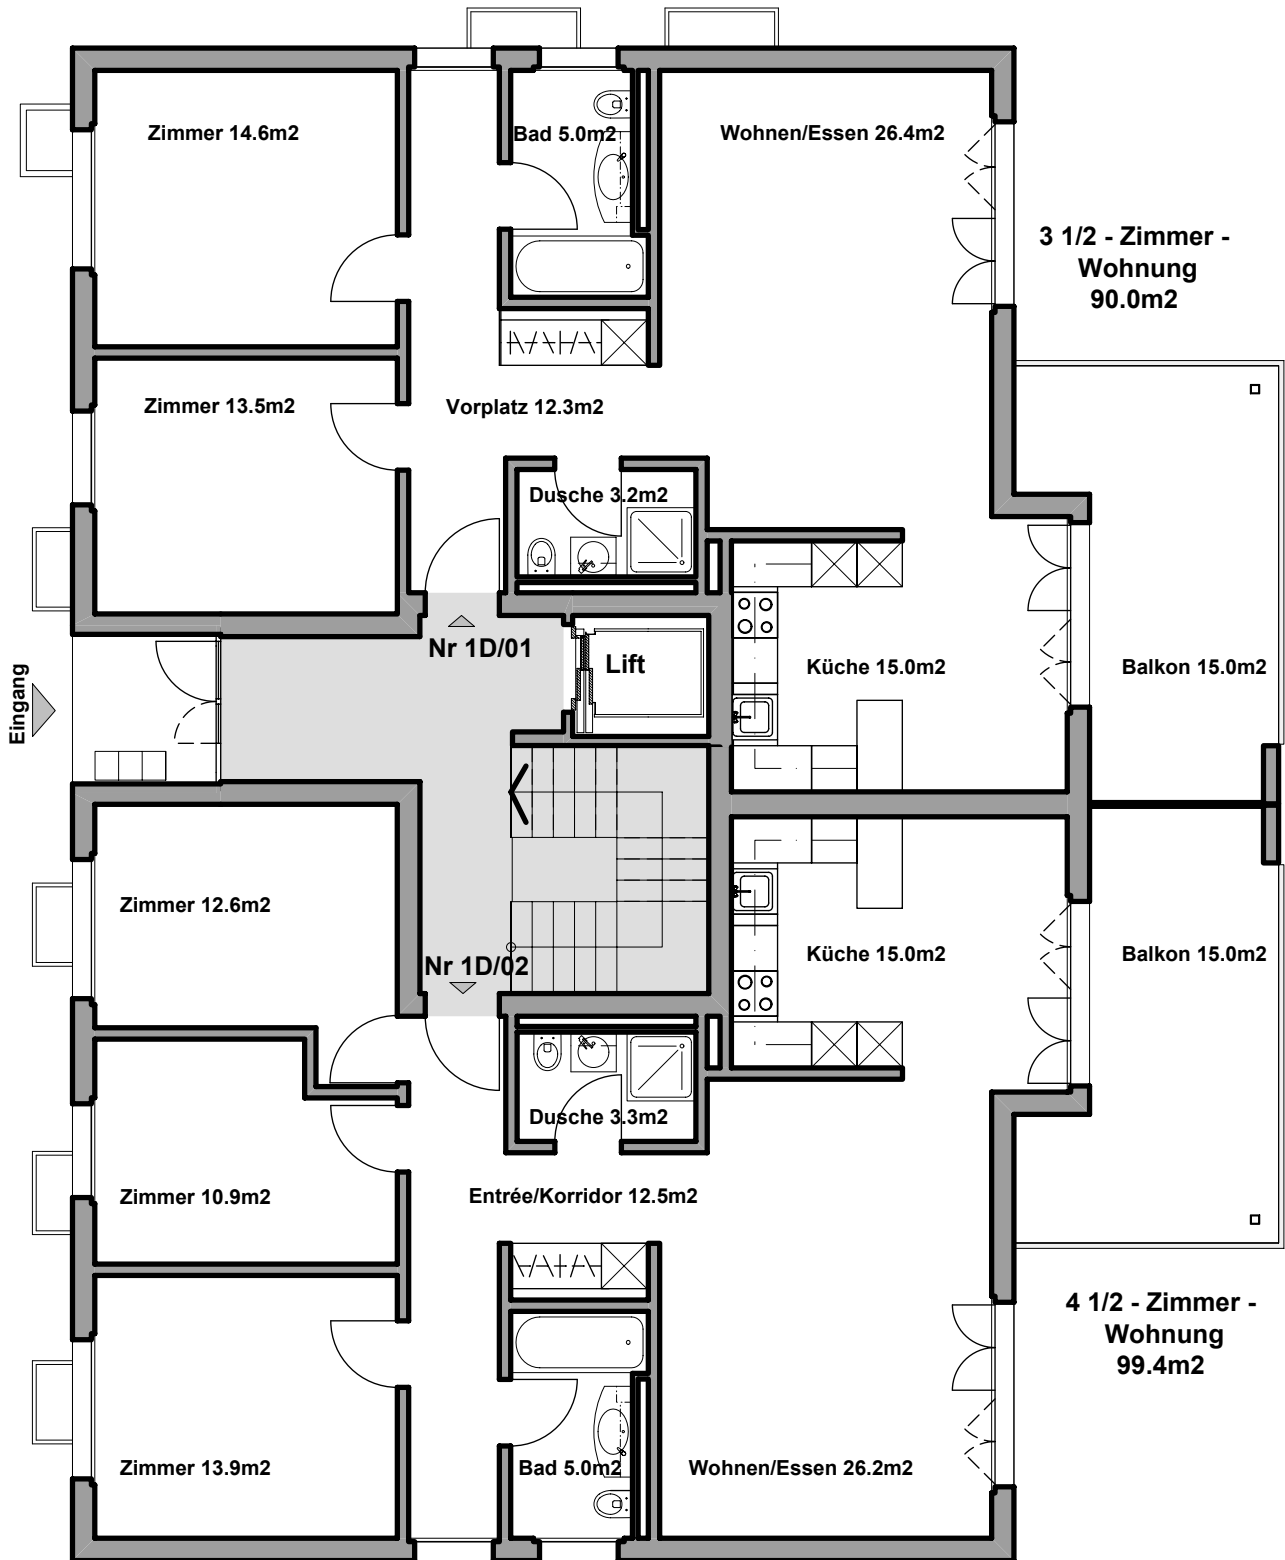 Zimmer 14.6m2
Bad 5.0m2
Wohnen/Essen 26.4m2
3 1/2 - Zimmer -
Wohnung
90.0m2
Zimmer 13.5m2
Vorplatz 12.3m2
Dusche 3.2m2
Nr 1D/01
Lift
Küche 15.0m2
Balkon 15.0m2
Eingang
Zimmer 12.6m2
Nr 1D/02
Küche 15.0m2
Balkon 15.0m2
Dusche 3.3m2
Zimmer 10.9m2
Entrée/Korridor 12.5m2
4 1/2 - Zimmer -
Wohnung
99.4m2
Zimmer 13.9m2
Bad 5.0m2
Wohnen/Essen 26.2m2